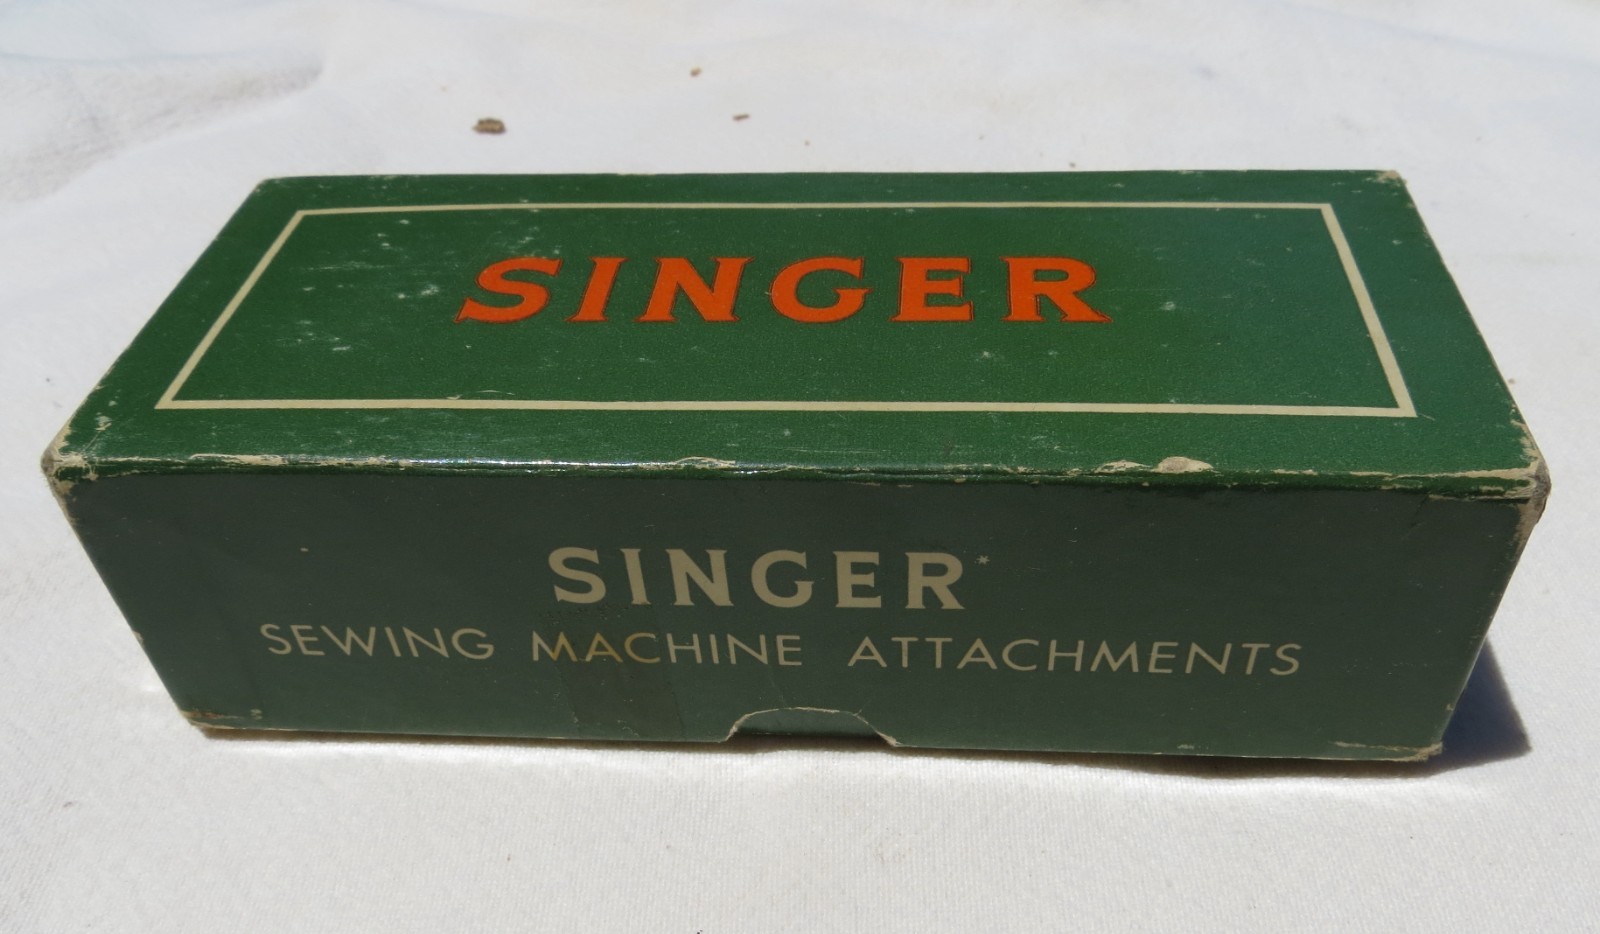 SINGER
SINGER*
SEWING MACHINE ATTACHMENTS